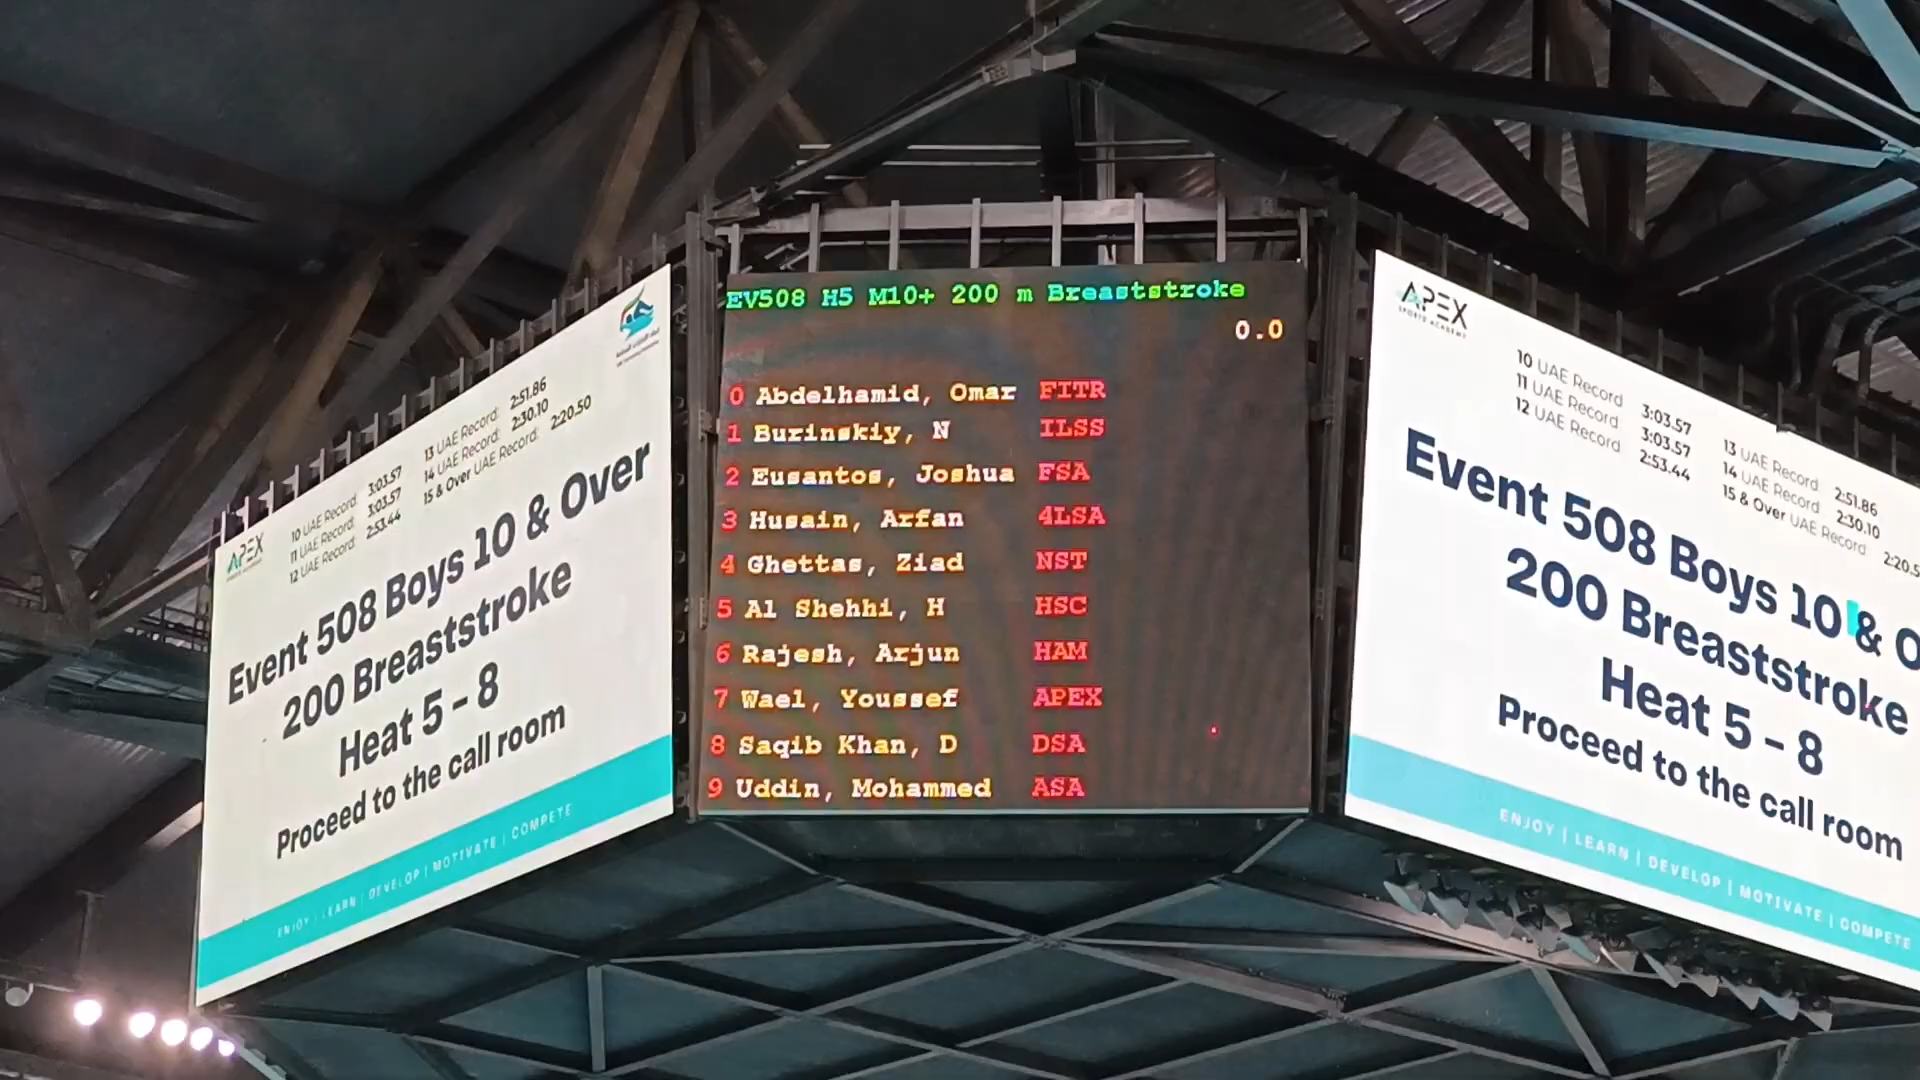 10 UAE Record: 3:03.57
11 UAE Record: 3:03.57
12 UAE Record: 2:53.44
13 UAE Record: 2:51.86
14 UAE Record: 2:30.10
15 & Over UAE Record: 2:20.50
APEX
Event 508 Boys 10 & Over
200 Breaststroke
Heat 5 - 8
Proceed to the call room
ENJOY | LEARN | DEVELOP | MOTIVATE | COMPETE
EV508 H5 M10+ 200 m Breaststroke
0.0
0 Abdelhamid, Omar FITR
1 Burinskiy, N ILSS
2 Eusantos, Joshua FSA
3 Husain, Arfan 4LSA
4 Ghettas, Ziad NST
5 Al Shehhi, H HSC
6 Rajesh, Arjun HAM
7 Wael, Youssef APEX
8 Saqib Khan, D DSA
9 Uddin, Mohammed ASA
APEX
SPORTS ACADEMY
10 UAE Record 3:03.57
11 UAE Record 3:03.57
12 UAE Record 2:53.44
13 UAE Record 2:51.86
14 UAE Record 2:30.10
15 & Over UAE Record 2:20.5
Event 508 Boys 10 & O
200 Breaststroke
Heat 5 - 8
Proceed to the call room
ENJOY | LEARN | DEVELOP | MOTIVATE | COMPETE